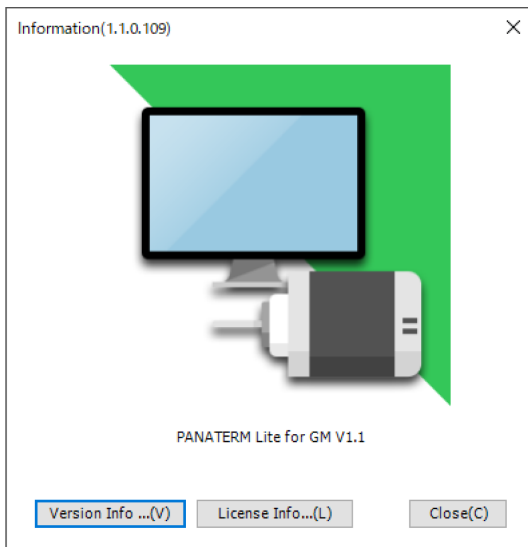 Information(1.1.0.109)
PANATERM Lite for GM V1.1
Version Info ...(V) License Info...(L) Close(C)